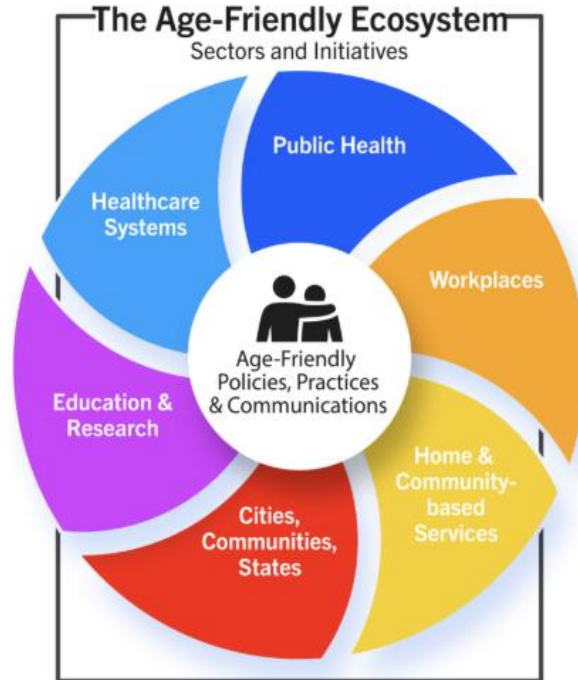 The Age-Friendly Ecosystem
Sectors and Initiatives
Public Health
Healthcare
Systems
Workplaces
Age-Friendly
Policies, Practices
& Communications
Education &
Research
Home &
Community-
based
Services
Cities,
Communities,
States